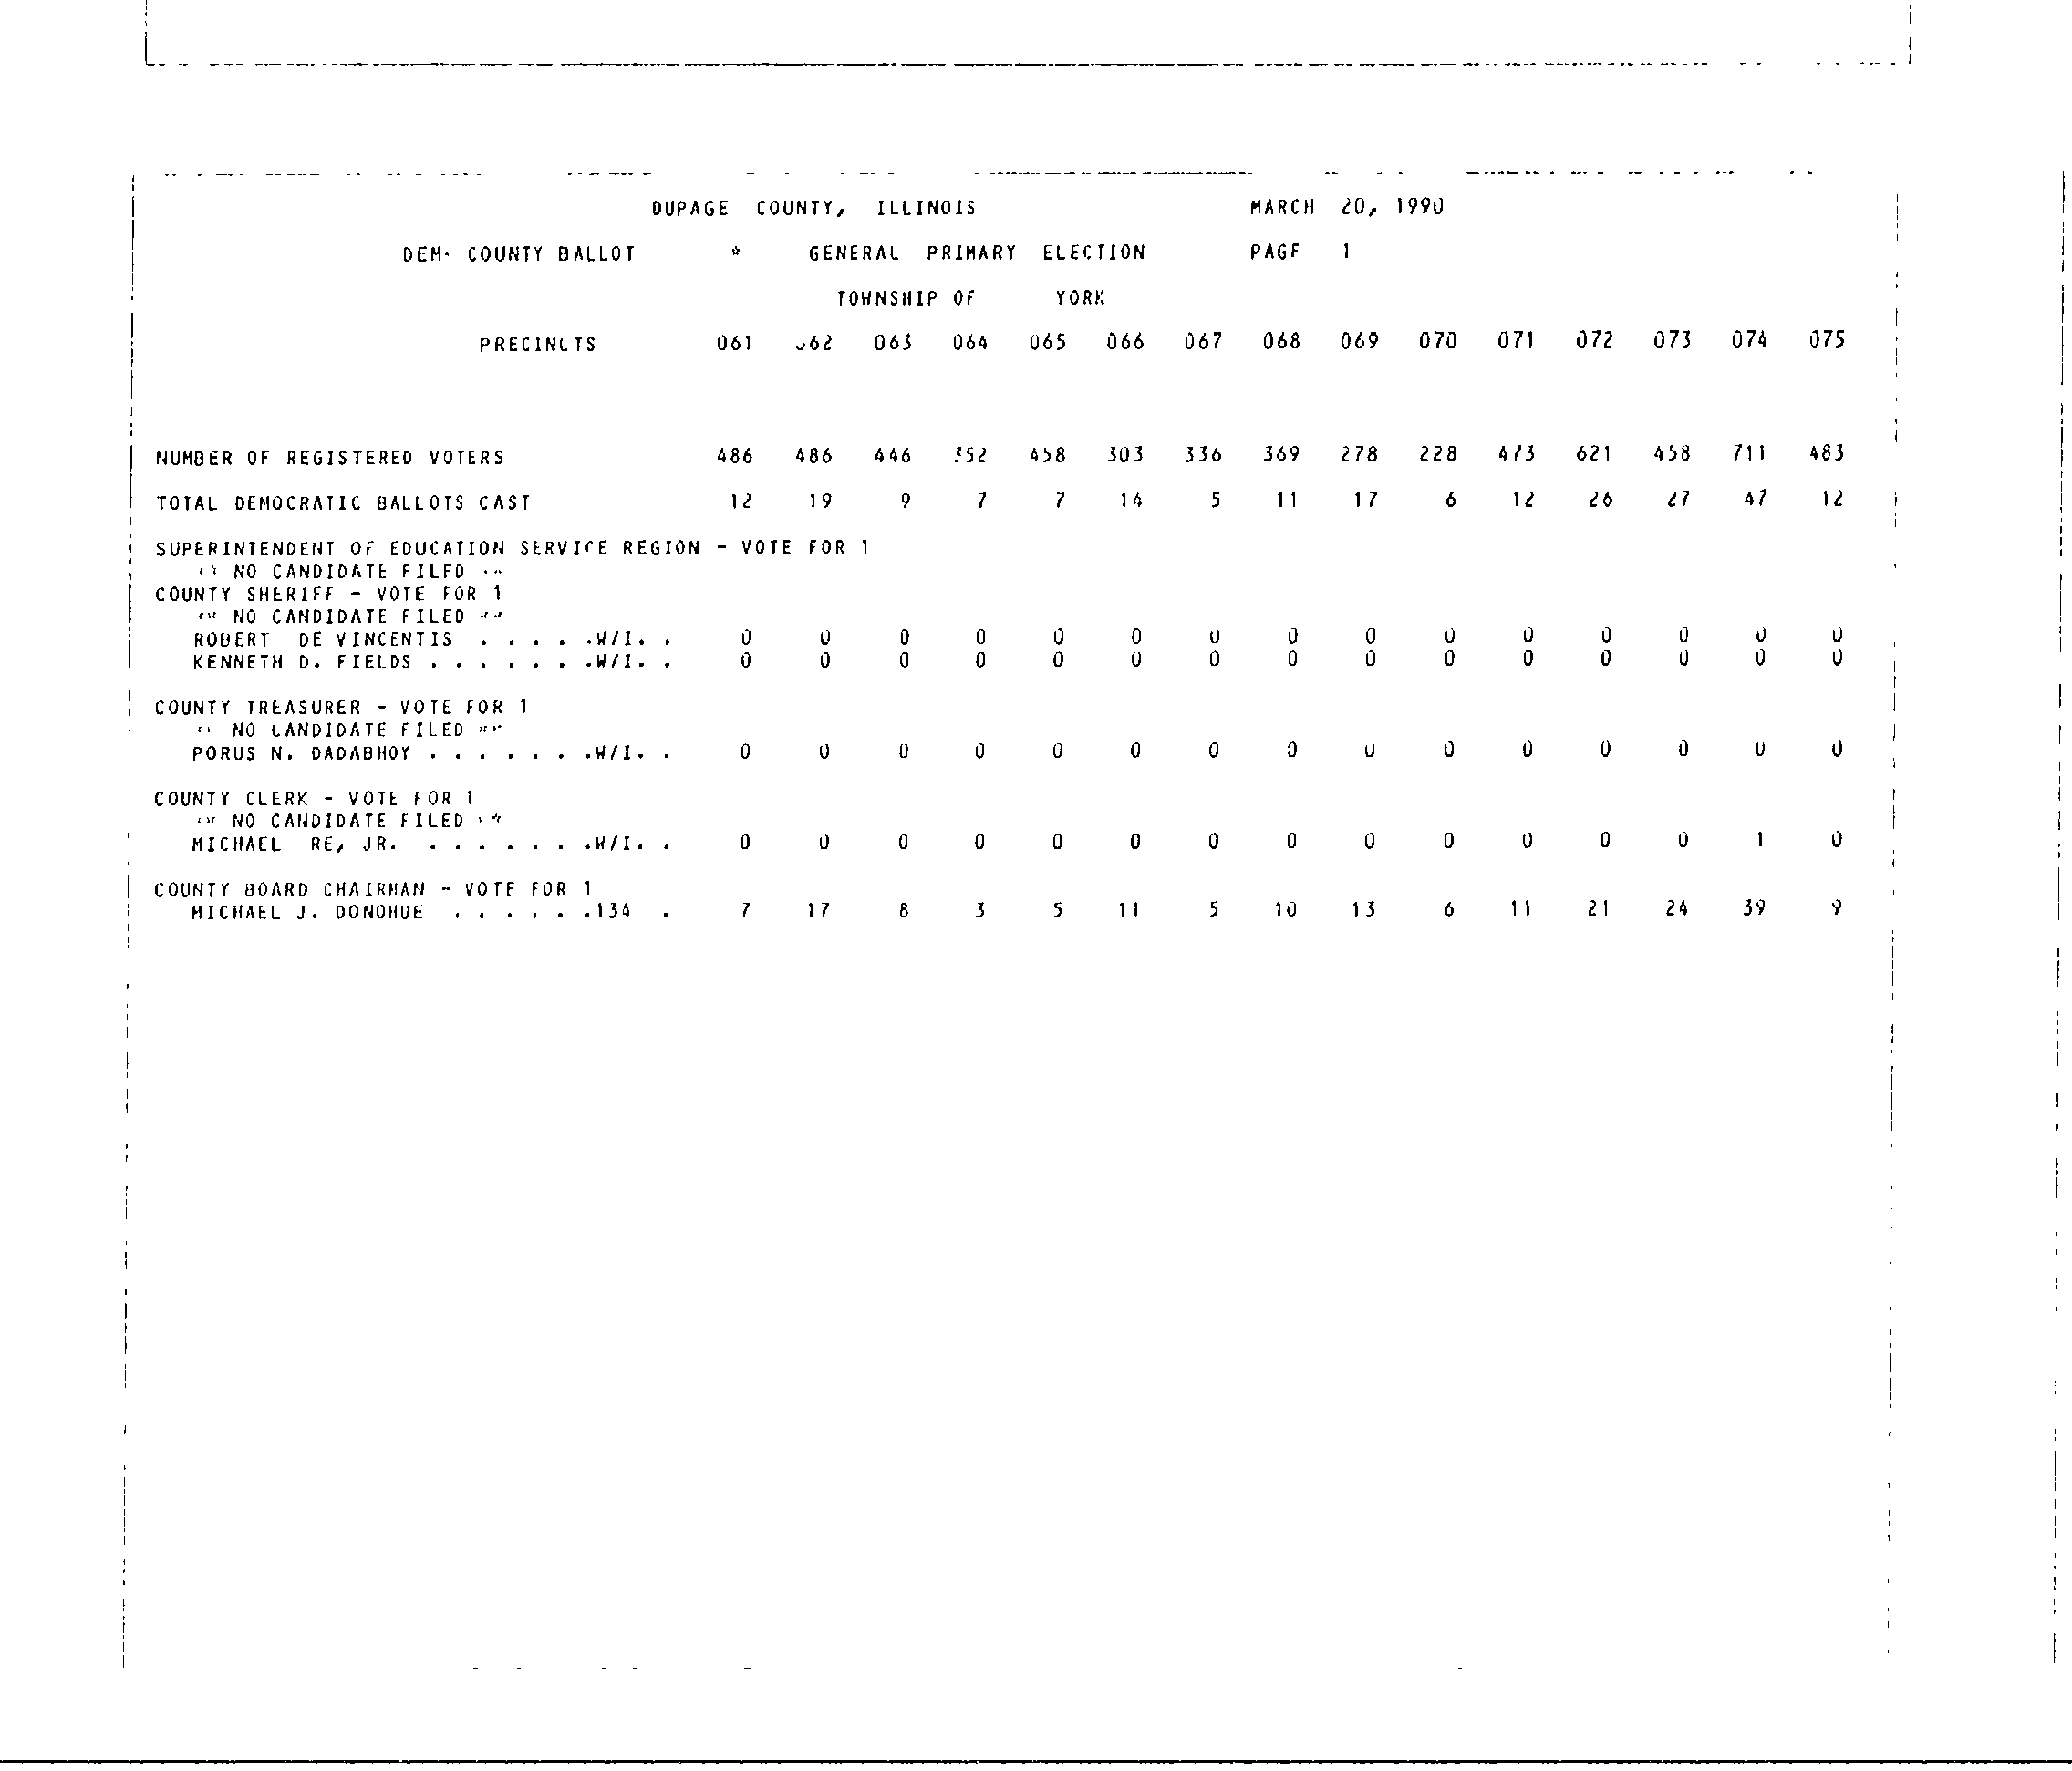 DUPAGE COUNTY, ILLINOIS MARCH 20, 1990
DEM. COUNTY BALLOT * GENERAL PRIMARY ELECTION PAGE 1
TOWNSHIP OF YORK
PRECINCTS 061 062 063 064 065 066 067 068 069 070 071 072 073 074 075
NUMBER OF REGISTERED VOTERS 486 486 446 352 458 303 336 369 278 228 473 621 458 711 483
TOTAL DEMOCRATIC BALLOTS CAST 12 19 9 7 7 14 5 11 17 6 12 26 27 47 12
SUPERINTENDENT OF EDUCATION SERVICE REGION - VOTE FOR 1
** NO CANDIDATE FILED **
COUNTY SHERIFF - VOTE FOR 1
** NO CANDIDATE FILED **
ROBERT DE VINCENTIS . . . . . .W/I. . 0 0 0 0 0 0 0 0 0 0 0 0 0 0 0
KENNETH D. FIELDS . . . . . . .W/I. . 0 0 0 0 0 0 0 0 0 0 0 0 0 0 0
COUNTY TREASURER - VOTE FOR 1
** NO CANDIDATE FILED **
PORUS N. DADABHOY . . . . . . .W/I. . 0 0 0 0 0 0 0 0 0 0 0 0 0 0 0
COUNTY CLERK - VOTE FOR 1
** NO CANDIDATE FILED **
MICHAEL RE, JR. . . . . . . .W/I. . 0 0 0 0 0 0 0 0 0 0 0 0 0 1 0
COUNTY BOARD CHAIRMAN - VOTE FOR 1
MICHAEL J. DONOHUE . . . . . .134 . 7 17 8 3 5 11 5 10 13 6 11 21 24 39 9